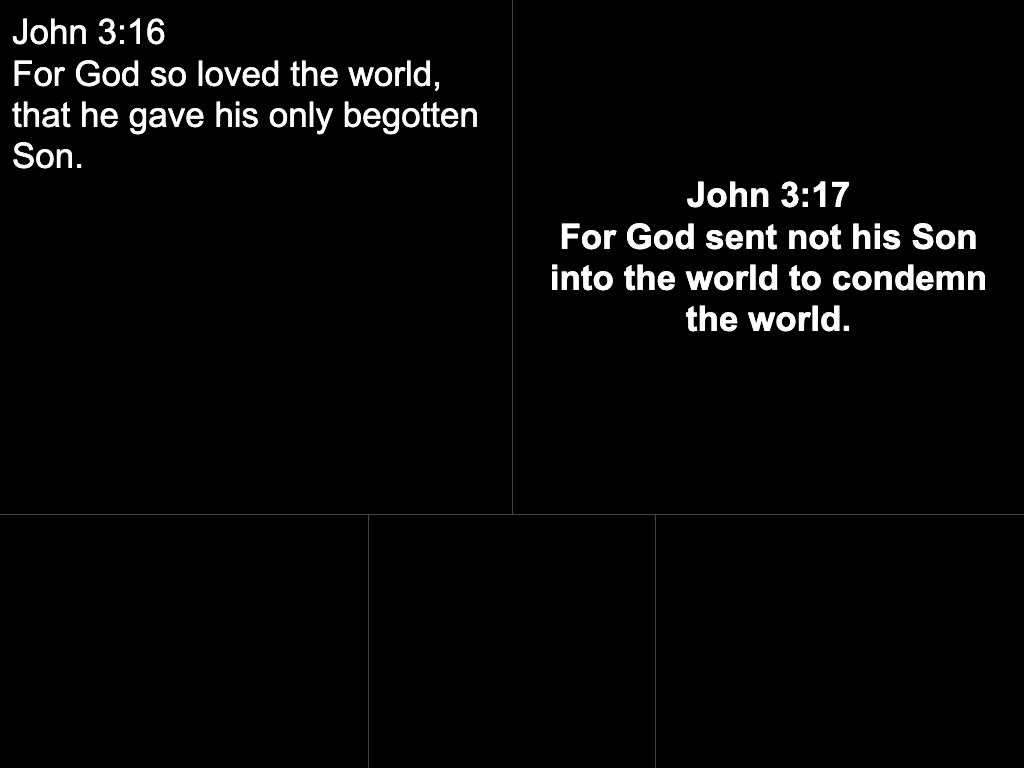 John 3:16
For God so loved the world,
that he gave his only begotten
Son.
John 3:17
For God sent not his Son
into the world to condemn
the world.